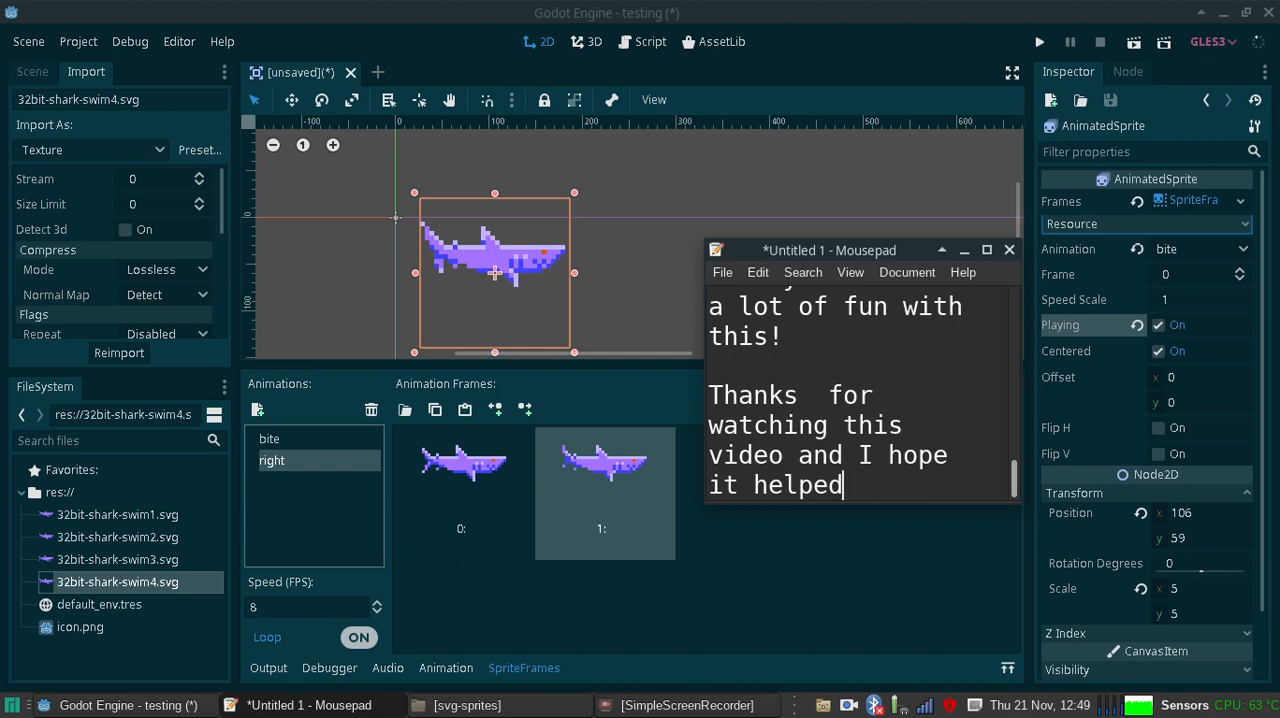 Godot Engine - testing (*)
Scene Project Debug Editor Help
2D 3D Script AssetLib
GLES3
Scene Import
[unsaved](*)
Inspector Node
32bit-shark-swim4.svg
View
Import As:
AnimatedSprite
Texture Preset...
Filter properties
Stream 0
Size Limit 0
Detect 3d On
Compress
Mode Lossless
Normal Map Detect
Flags
Repeat Disabled
Reimport
-100 0 100 200 300 400 500 600
0
100
AnimatedSprite
Frames SpriteFra
Resource
Animation bite
Frame 0
Speed Scale 1
Playing On
Centered On
Offset x 0
y 0
Flip H On
Flip V On
Node2D
Transform
Position x 106
y 59
Rotation Degrees 0
Scale x 5
y 5
Z Index
CanvasItem
Visibility
*Untitled 1 - Mousepad
File Edit Search View Document Help
a lot of fun with
this!
Thanks  for
watching this
video and I hope
it helped
FileSystem
res://32bit-shark-swim4.s
Search files
Favorites:
res://
32bit-shark-swim1.svg
32bit-shark-swim2.svg
32bit-shark-swim3.svg
32bit-shark-swim4.svg
default_env.tres
icon.png
Animations:
bite
right
Speed (FPS):
8
Loop ON
Animation Frames:
0: 1:
Output Debugger Audio Animation SpriteFrames
Godot Engine - testing (*) *Untitled 1 - Mousepad [svg-sprites] [SimpleScreenRecorder] Thu 21 Nov, 12:49 Sensors CPU: 63 °C